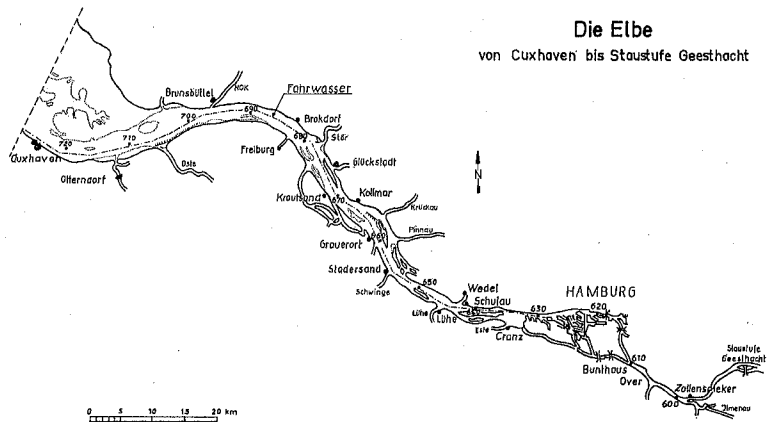 Die Elbe
von Cuxhaven bis Staustufe Geesthacht
Brunsbüttel
NOK
Fahrwasser
690
700
Brokdorf
710
680
Stör
720
Cuxhaven
Freiburg
Glückstadt
Otterndorf
Oste
N
Krautsand
670
Kollmar
Krückau
660
Pinnau
Grauerort
Stadersand
650
Schwinge
Wedel
Schulau
HAMBURG
620
630
Lühe
Lühe
Este
Cranz
Staustufe
Geesthacht
610
Bunthaus
Over
Zollenspieker
600
Ilmenau
0 5 10 15 20 km